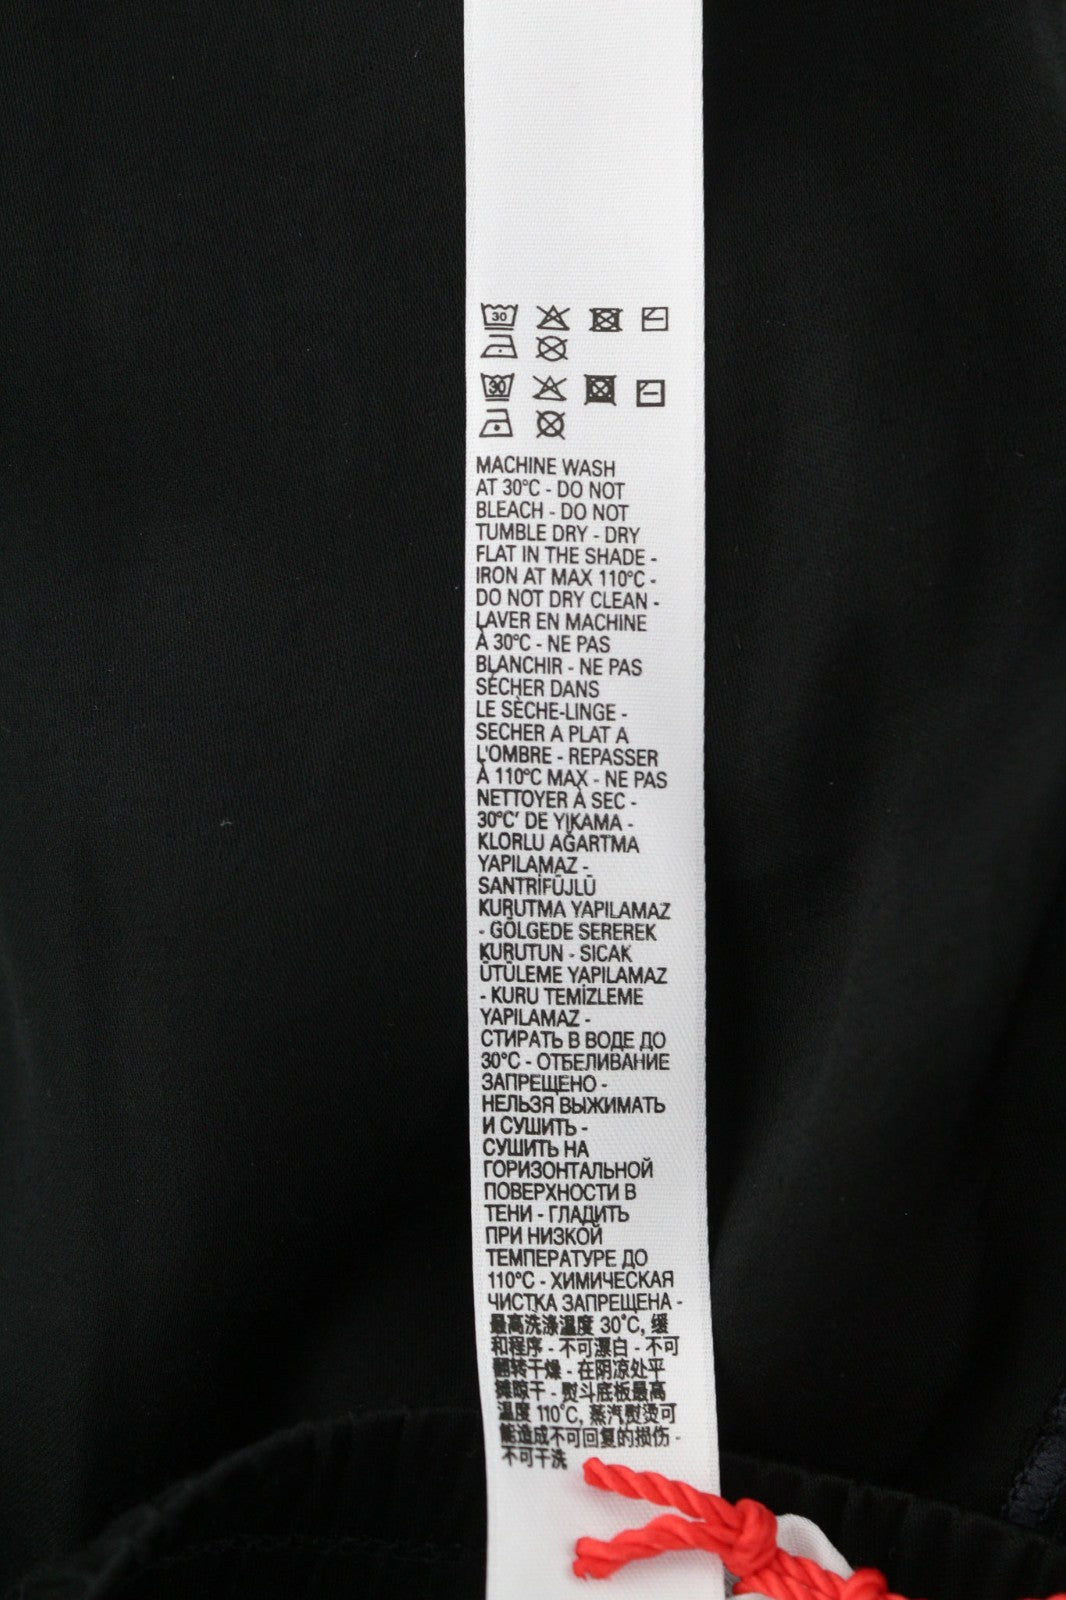 30
30
MACHINE WASH
AT 30°C - DO NOT
BLEACH - DO NOT
TUMBLE DRY - DRY
FLAT IN THE SHADE -
IRON AT MAX 110°C -
DO NOT DRY CLEAN -
LAVER EN MACHINE
À 30°C - NE PAS
BLANCHIR - NE PAS
SÉCHER DANS
LE SÈCHE-LINGE -
SECHER A PLAT A
L'OMBRE - REPASSER
À 110°C MAX - NE PAS
NETTOYER À SEC -
30°C' DE YIKAMA -
KLORLU AĞARTMA
YAPILAMAZ -
SANTRİFÜJLÜ
KURUTMA YAPILAMAZ
- GÖLGEDE SEREREK
KURUTUN - SICAK
ÜTÜLEME YAPILAMAZ
- KURU TEMİZLEME
YAPILAMAZ -
СТИРАТЬ В ВОДЕ ДО
30°C - ОТБЕЛИВАНИЕ
ЗАПРЕЩЕНО -
НЕЛЬЗЯ ВЫЖИМАТЬ
И СУШИТЬ -
СУШИТЬ НА
ГОРИЗОНТАЛЬНОЙ
ПОВЕРХНОСТИ В
ТЕНИ - ГЛАДИТЬ
ПРИ НИЗКОЙ
ТЕМПЕРАТУРЕ ДО
110°C - ХИМИЧЕСКАЯ
ЧИСТКА ЗАПРЕЩЕНА -
最高洗涤温度 30°C, 缓
和程序 - 不可漂白 - 不可
翻转干燥 - 在阴凉处平
摊晾干 - 熨斗底板最高
温度 110°C, 蒸汽熨烫可
能造成不可回复的损伤 -
不可干洗